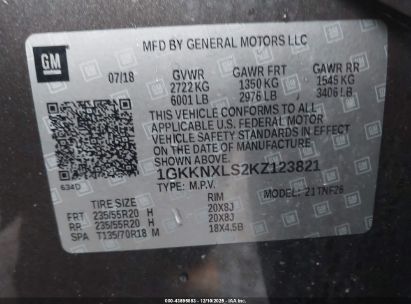 MFD BY GENERAL MOTORS LLC
GM
07/18 GVWR GAWR FRT GAWR RR
2722 KG 1350 KG 1545 KG
6001 LB 2976 LB 3406 LB
THIS VEHICLE CONFORMS TO ALL APPLICABLE
U.S. FEDERAL MOTOR
VEHICLE SAFETY
STANDARDS IN EFFECT ON THE DATE OF
MANUFACTURE SHOWN ABOVE.
1GKKNXLS2KZ123821
TYPE: M.P.V. MODEL: 21TNF26
634D
TIRE SIZE RIM
FRT 235/55R20 H 20X8J
RR 235/55R20 H 20X8J
SPA T135/70R18 M 18X4.5B